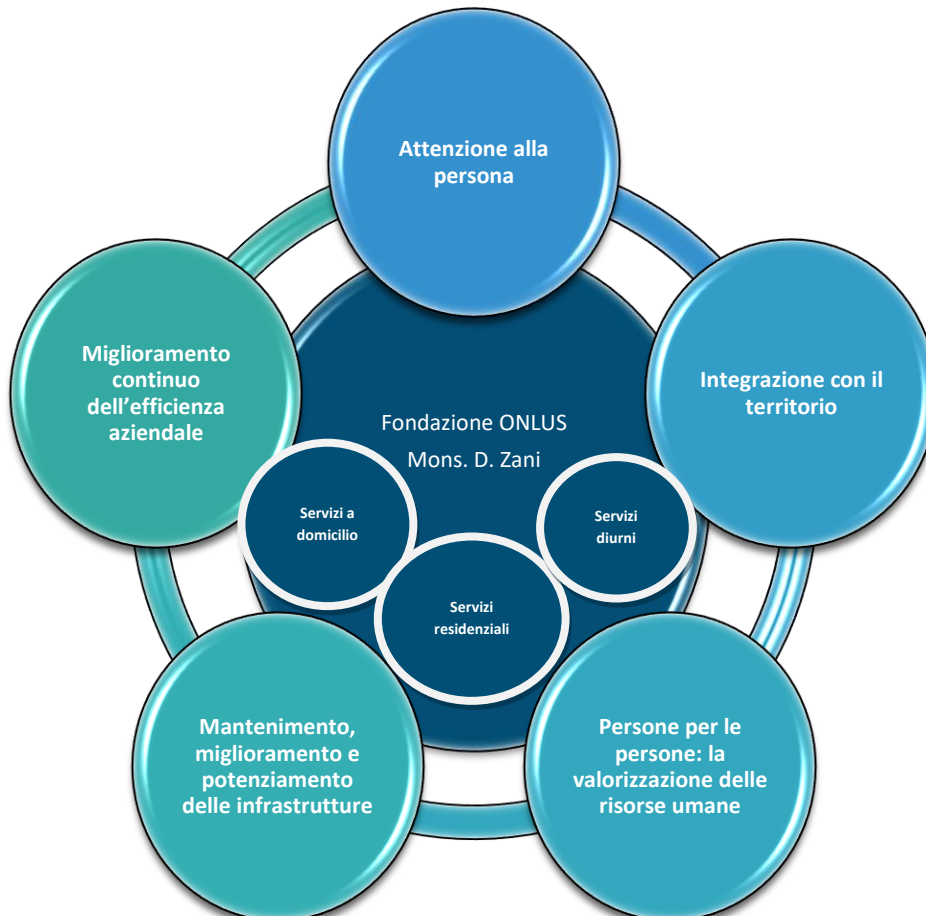 Attenzione alla
persona
Integrazione con il
territorio
Persone per le
persone: la
valorizzazione delle
risorse umane
Mantenimento,
miglioramento e
potenziamento
delle infrastrutture
Miglioramento
continuo
dell’efficienza
aziendale
Fondazione ONLUS
Mons. D. Zani
Servizi a
domicilio
Servizi
residenziali
Servizi
diurni